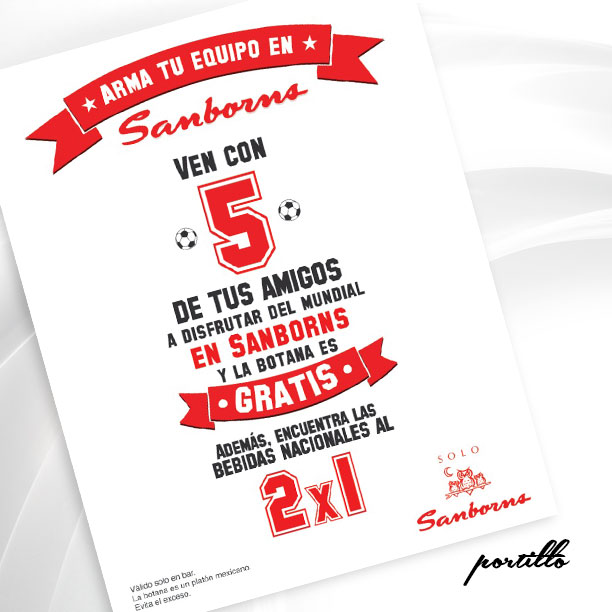 ARMA TU EQUIPO EN
Sanborns
VEN CON
5
DE TUS AMIGOS
A DISFRUTAR DEL MUNDIAL
EN SANBORNS
Y LA BOTANA ES
GRATIS
ADEMÁS, ENCUENTRA LAS
BEBIDAS NACIONALES AL
2x1
SOLO
Sanborns
Válido solo en bar.
La botana es un platón mexicano.
Evita el exceso.
portillo